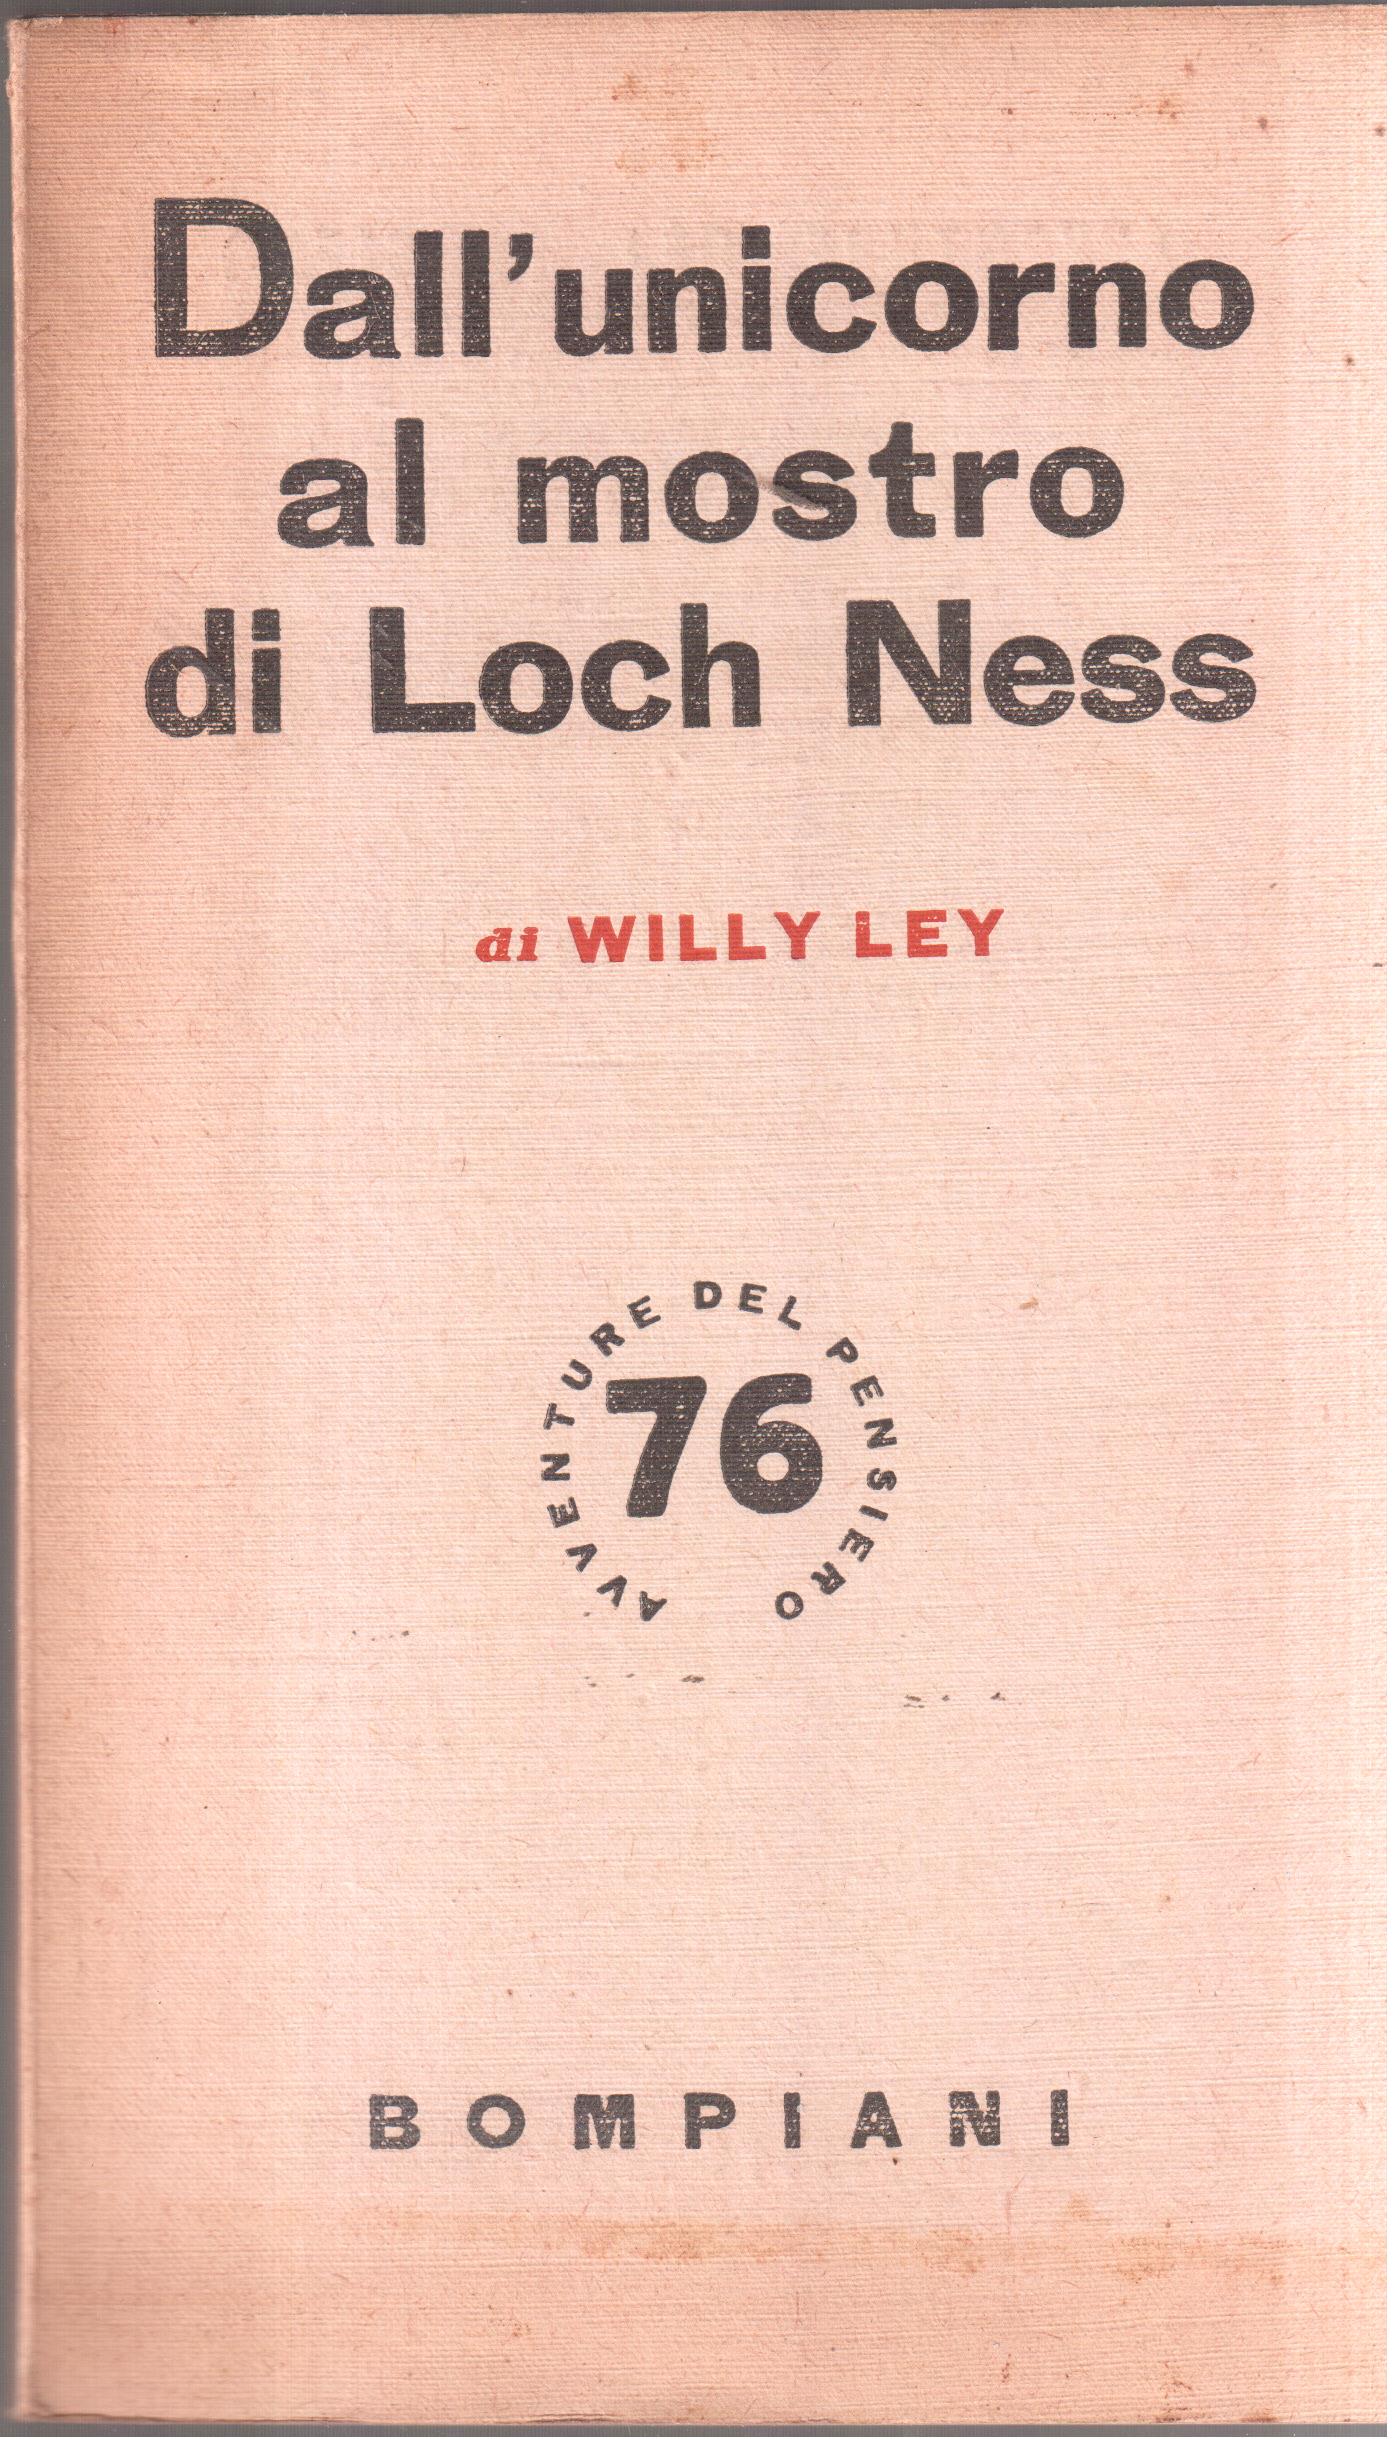 Dall'unicorno
al mostro
di Loch Ness
di WILLY LEY
AVVENTURE DEL PENSIERO
76
BOMPIANI